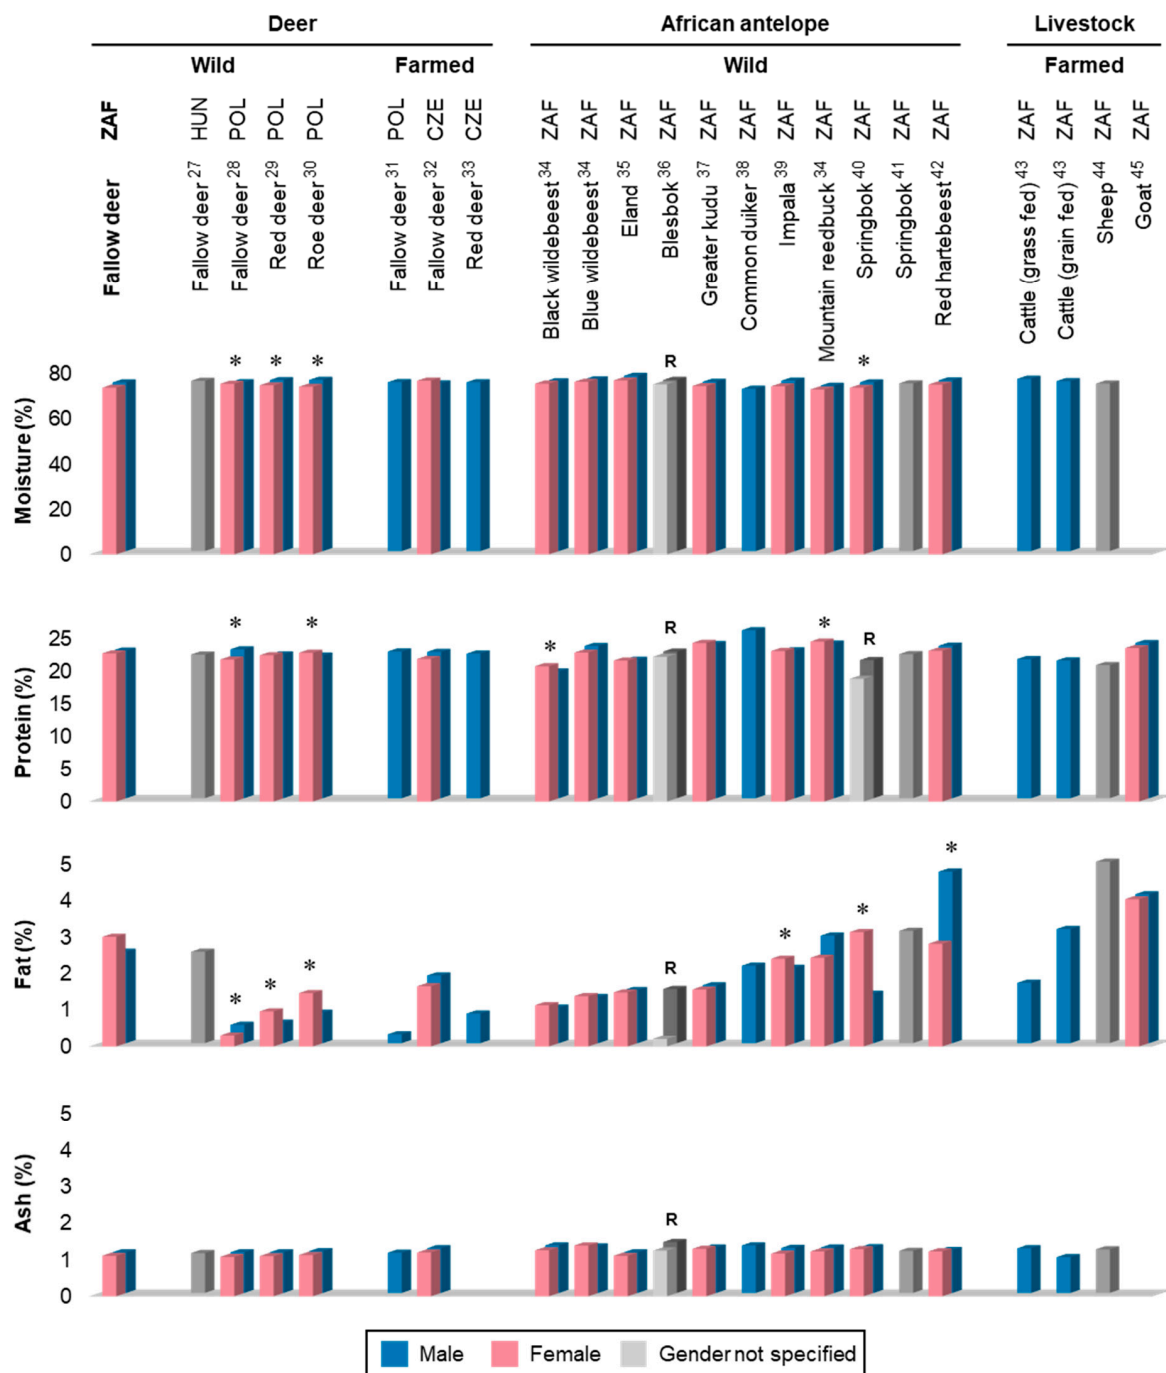 Deer African antelope Livestock
Wild Farmed Wild Farmed
ZAF HUN POL POL POL POL CZE CZE ZAF ZAF ZAF ZAF ZAF ZAF ZAF ZAF ZAF ZAF ZAF ZAF ZAF ZAF ZAF
Fallow deer
Fallow deer 27
Fallow deer 28
Red deer 29
Roe deer 30
Fallow deer 31
Fallow deer 32
Red deer 33
Black wildebeest 34
Blue wildebeest 34
Eland 35
Blesbok 36
Greater kudu 37
Common duiker 38
Impala 39
Mountain reedbuck 34
Springbok 40
Springbok 41
Red hartebeest 42
Cattle (grass fed) 43
Cattle (grain fed) 43
Sheep 44
Goat 45
Moisture (%)
80
60
40
20
0
* * * R *
Protein (%)
25
20
15
10
5
0
* * * R * R
Fat (%)
5
4
3
2
1
0
* * * R * * *
Ash (%)
5
4
3
2
1
0
R
Male Female Gender not specified